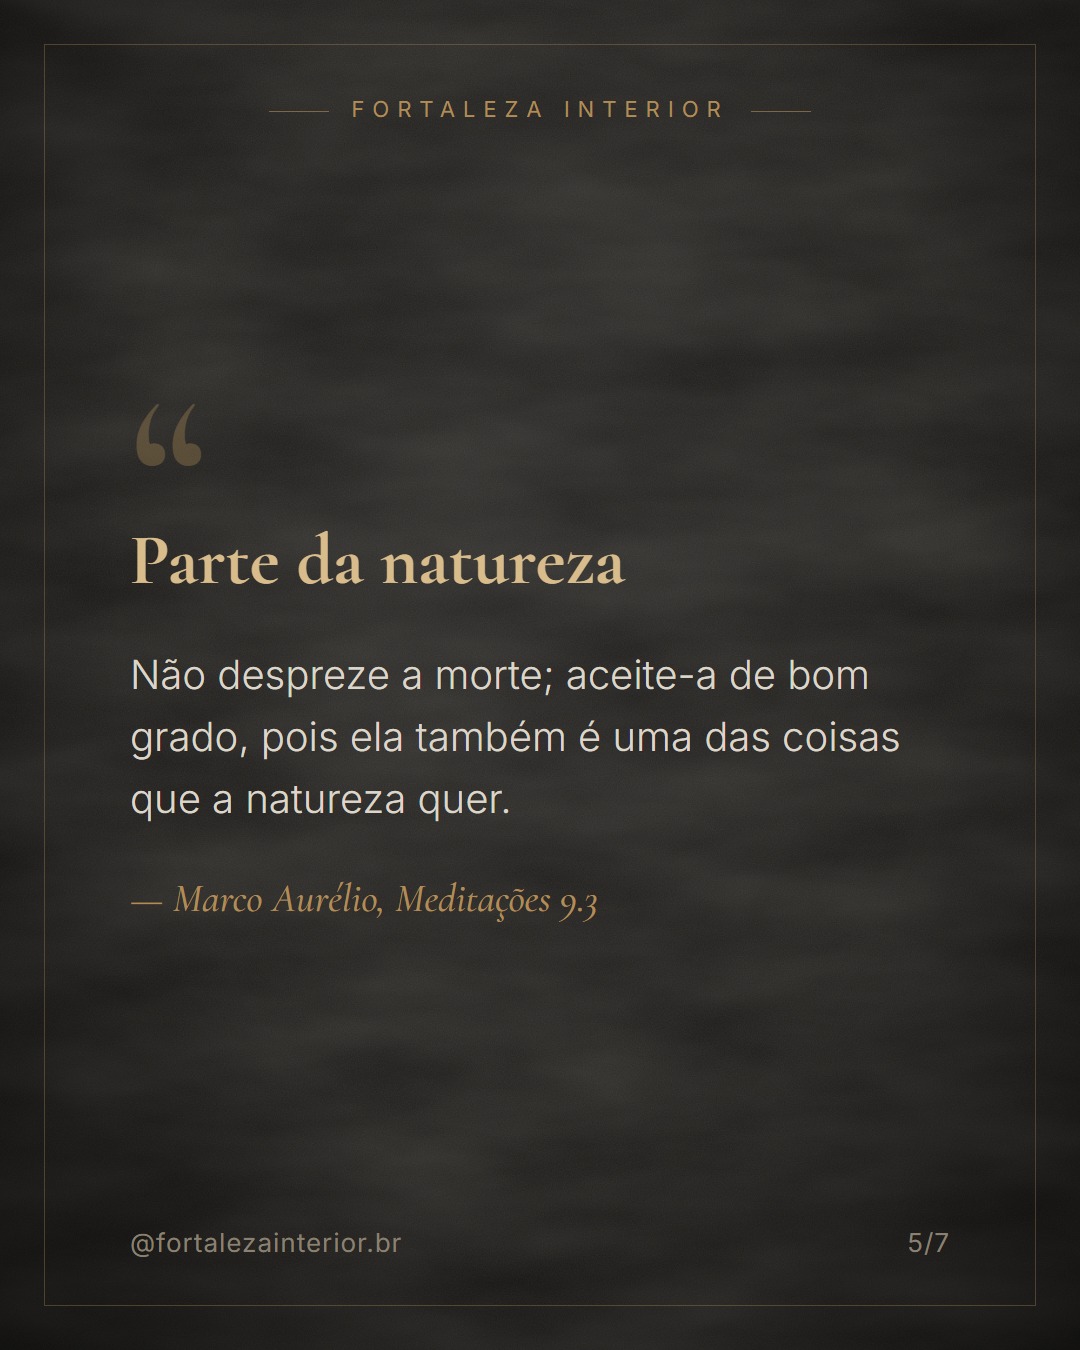 FORTALEZA INTERIOR
“
Parte da natureza
Não despreze a morte; aceite-a de bom
grado, pois ela também é uma das coisas
que a natureza quer.
— Marco Aurélio, Meditações 9.3
@fortalezainterior.br
5/7